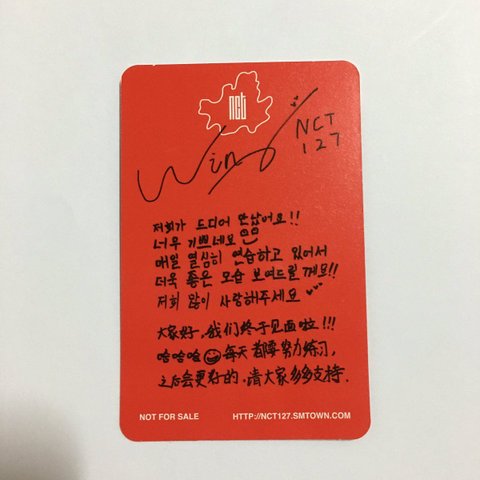 nct
Win
NCT
127
저희가 드디어 만났어요!!
너무 기쁘네요
매일 열심히 연습하고 있어서
더욱 좋은 모습 보여드릴께요!!
저희 많이 사랑해주세요
大家好,我们终于见面啦!!!
哈哈哈 每天都要努力练习,
之后会更好的,请大家多多支持.
NOT FOR SALE
HTTP://NCT127.SMTOWN.COM